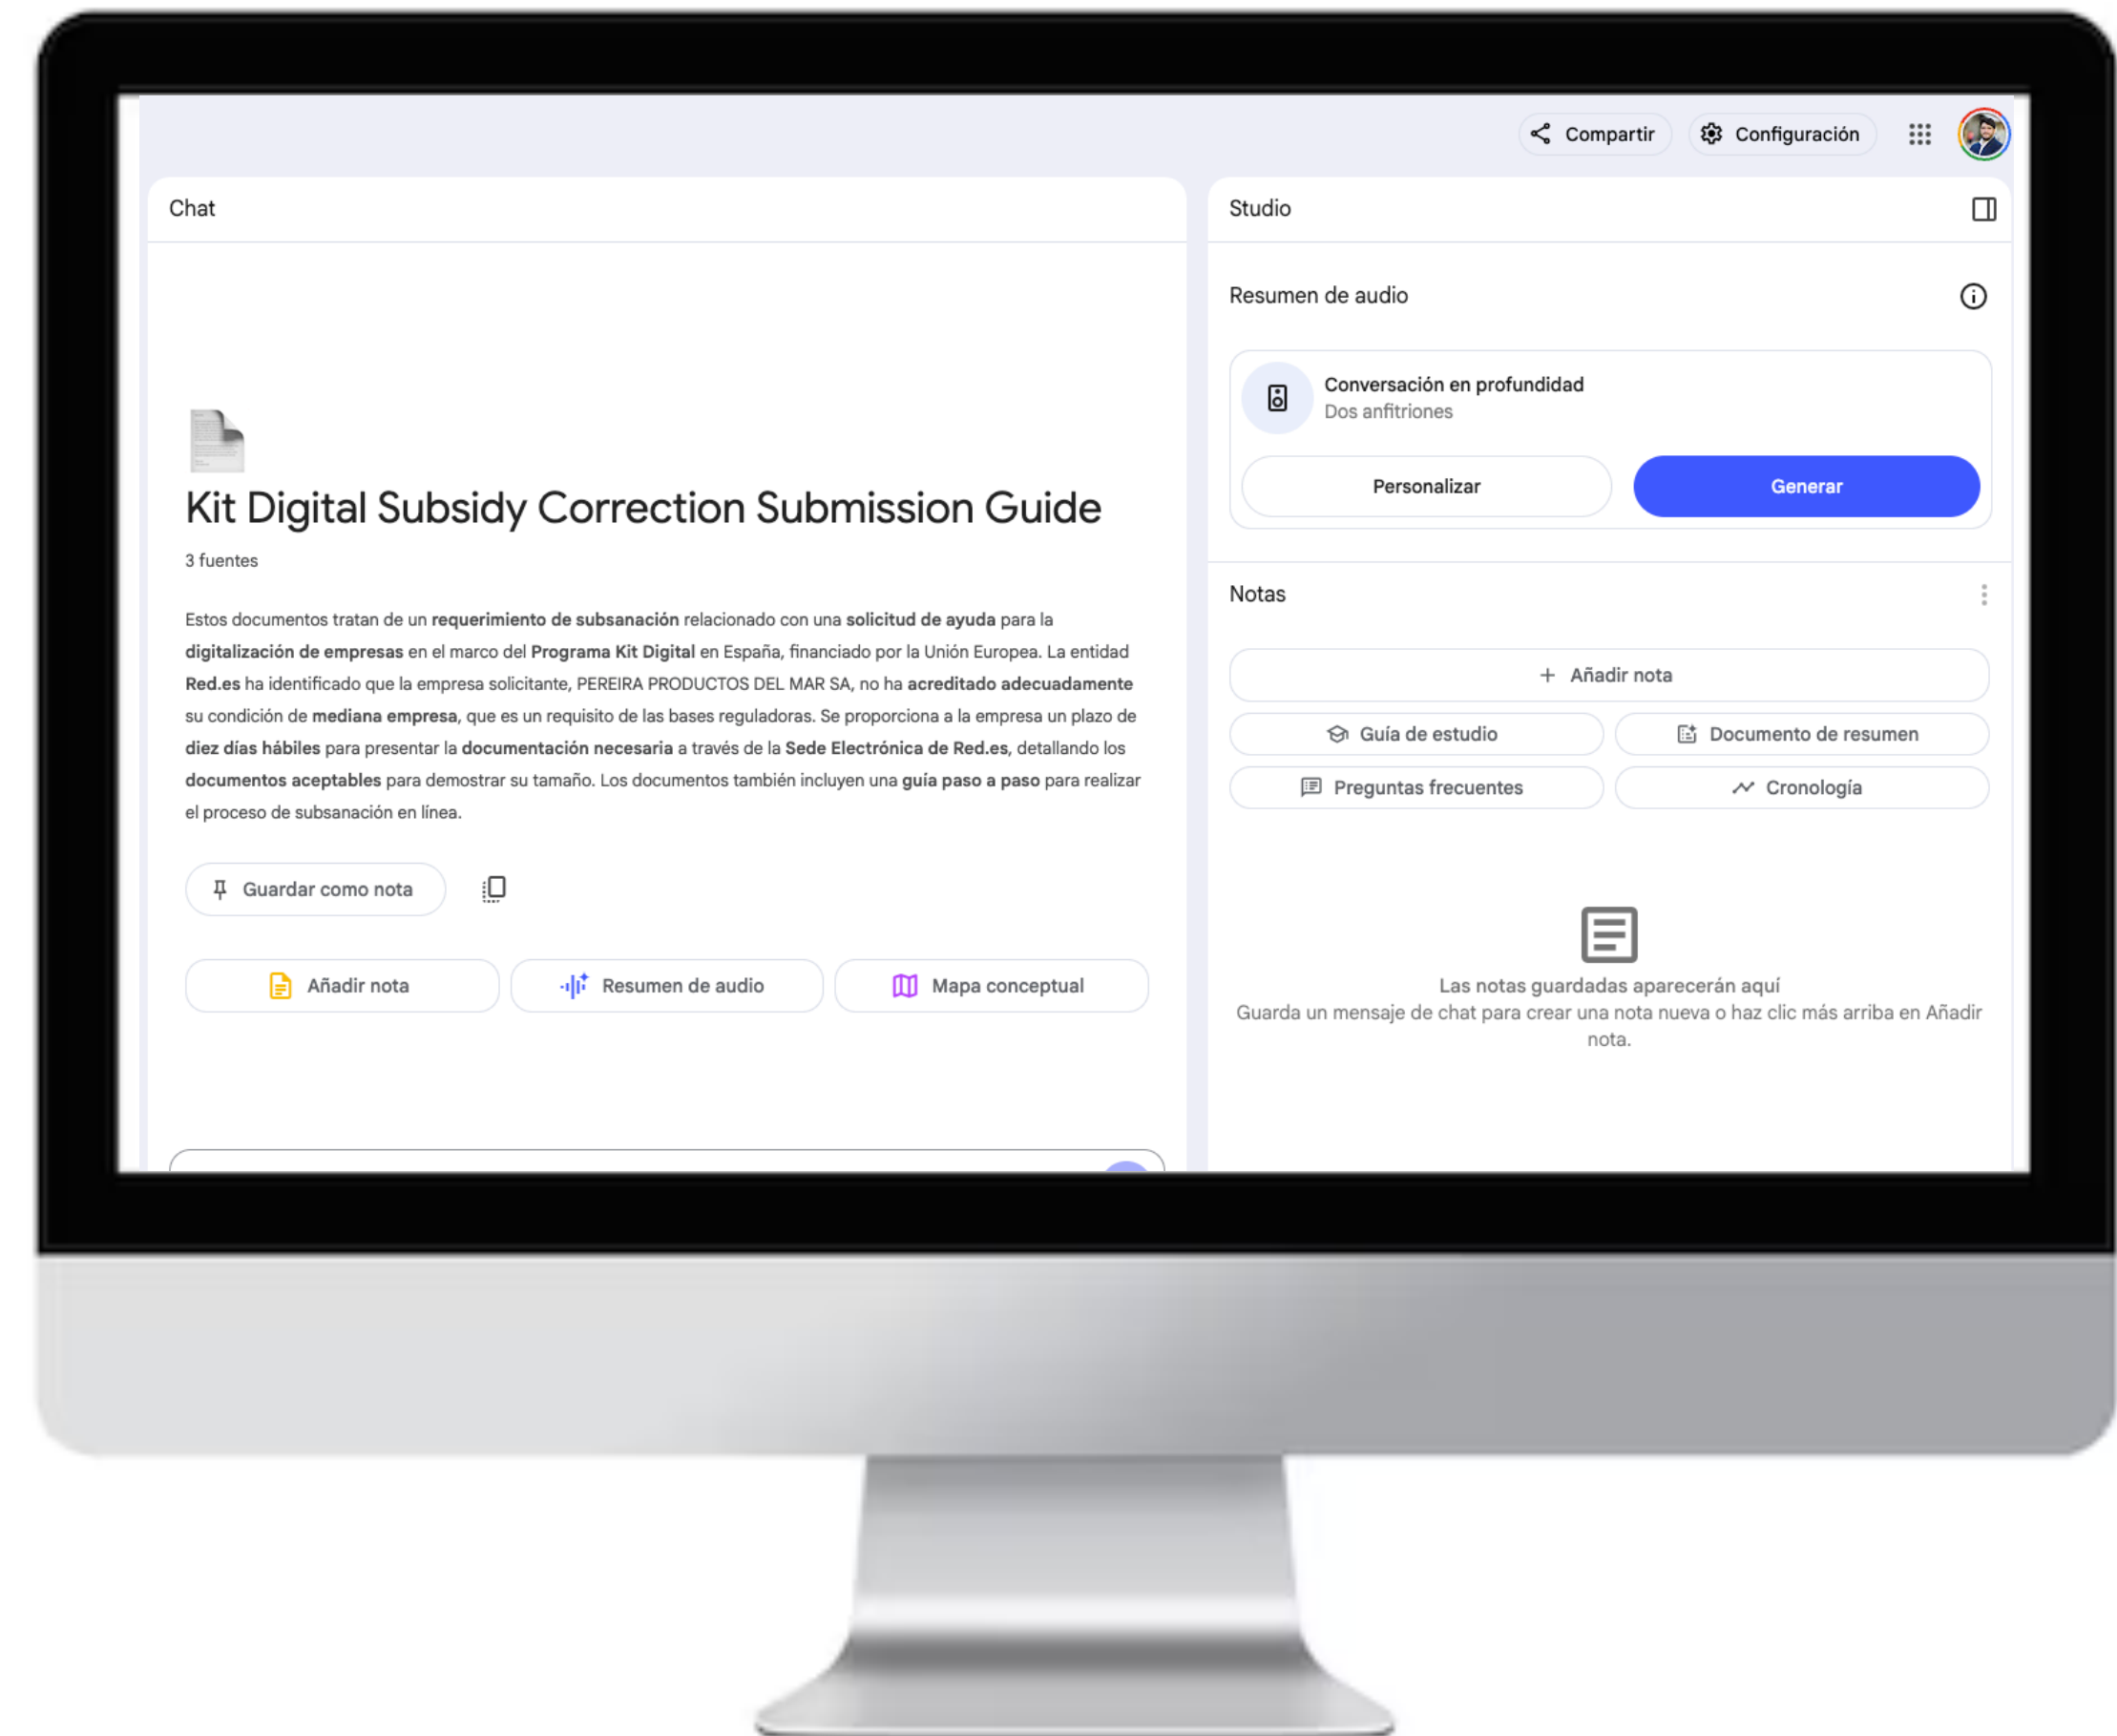 Compartir
Configuración
Chat
Kit Digital Subsidy Correction Submission Guide
3 fuentes
Estos documentos tratan de un requerimiento de subsanación relacionado con una solicitud de ayuda para la
digitalización de empresas en el marco del Programa Kit Digital en España, financiado por la Unión Europea. La entidad
Red.es ha identificado que la empresa solicitante, PEREIRA PRODUCTOS DEL MAR SA, no ha acreditado adecuadamente
su condición de mediana empresa, que es un requisito de las bases reguladoras. Se proporciona a la empresa un plazo de
diez días hábiles para presentar la documentación necesaria a través de la Sede Electrónica de Red.es, detallando los
documentos aceptables para demostrar su tamaño. Los documentos también incluyen una guía paso a paso para realizar
el proceso de subsanación en línea.
Guardar como nota
Añadir nota
Resumen de audio
Mapa conceptual
Studio
Resumen de audio
Conversación en profundidad
Dos anfitriones
Personalizar
Generar
Notas
+ Añadir nota
Guía de estudio
Documento de resumen
Preguntas frecuentes
Cronología
Las notas guardadas aparecerán aquí
Guarda un mensaje de chat para crear una nota nueva o haz clic más arriba en Añadir
nota.